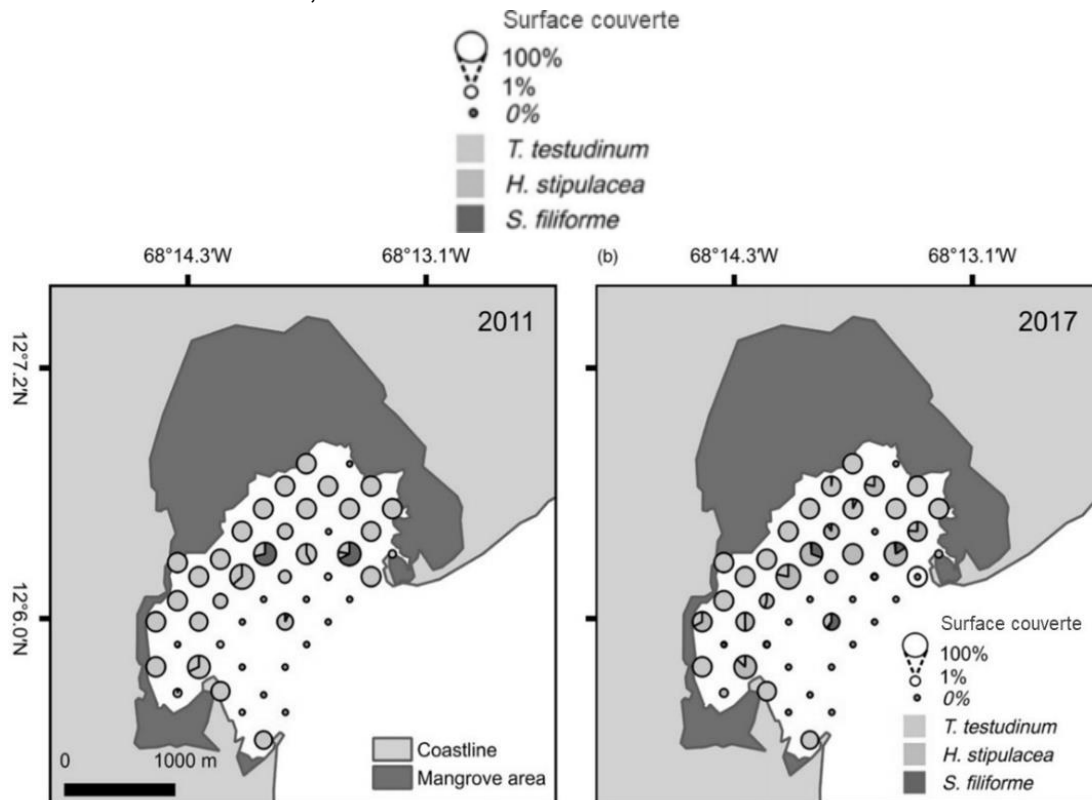 Surface couverte
100%
1%
0%
T. testudinum
H. stipulacea
S. filiforme
68°14.3'W 68°13.1'W
(b) 68°14.3'W 68°13.1'W
2011
2017
12°7.2'N
12°6.0'N
Surface couverte
100%
1%
0%
T. testudinum
H. stipulacea
S. filiforme
Coastline
Mangrove area
0 1000 m